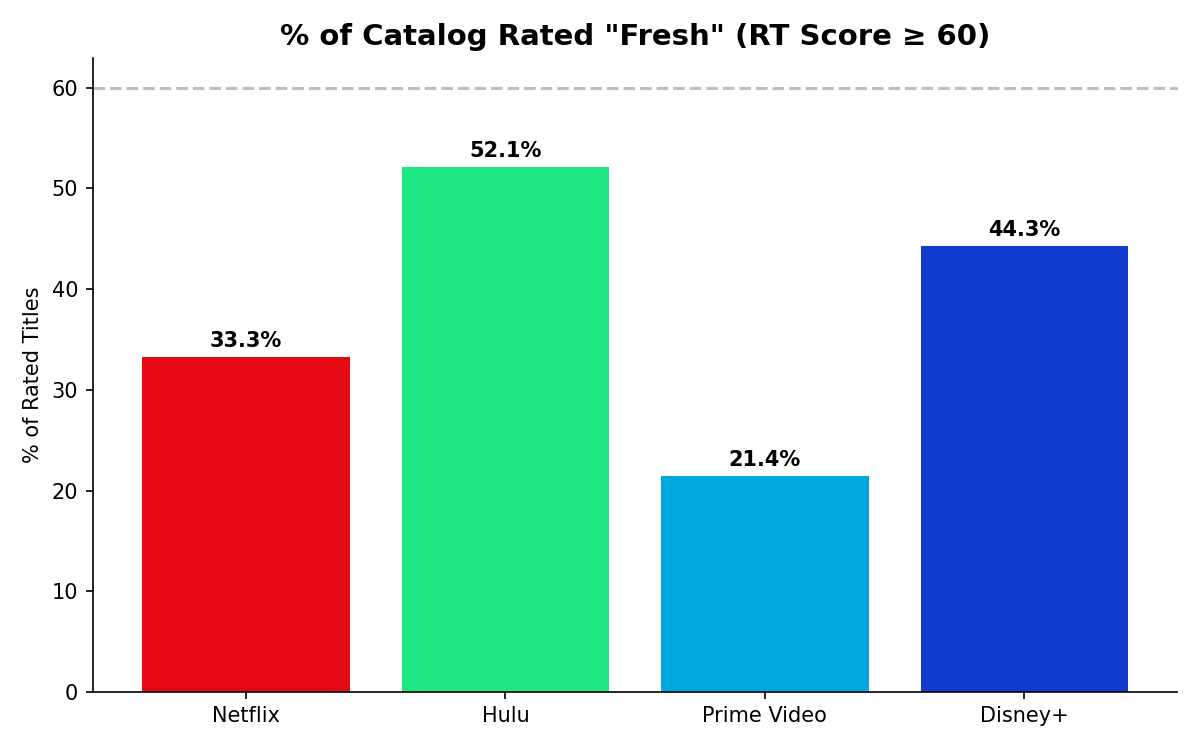 % of Catalog Rated "Fresh" (RT Score ≥ 60)
% of Rated Titles
60
50
40
30
20
10
0
33.3%
52.1%
21.4%
44.3%
Netflix
Hulu
Prime Video
Disney+